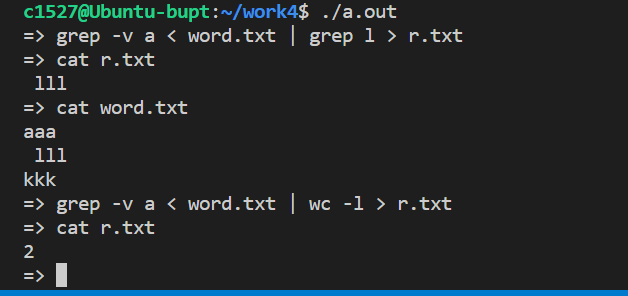 c1527@Ubuntu-bupt:~/work4$ ./a.out
=> grep -v a < word.txt | grep l > r.txt
=> cat r.txt
 lll
=> cat word.txt
aaa
 lll
kkk
=> grep -v a < word.txt | wc -l > r.txt
=> cat r.txt
2
=>